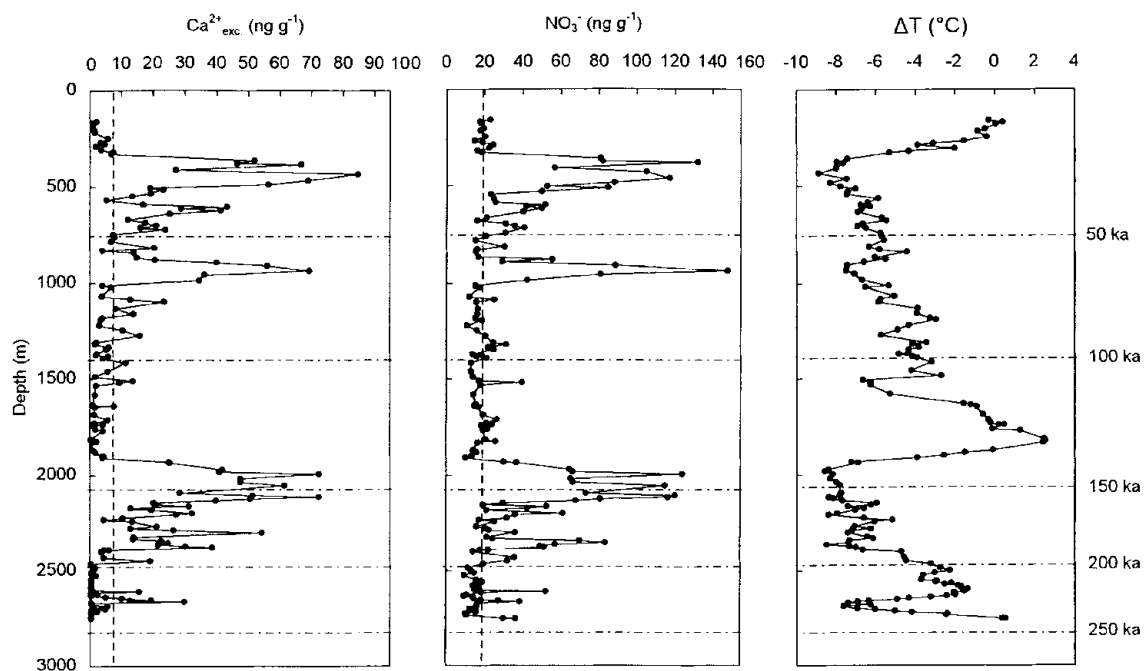 Ca²⁺exc. (ng g⁻¹)
NO₃⁻ (ng g⁻¹)
ΔT (°C)
0 10 20 30 40 50 60 70 80 90 100
0 20 40 60 80 100 120 140 160
-10 -8 -6 -4 -2 0 2 4
0
500
50 ka
1000
100 ka
Depth (m)
1500
2000
150 ka
200 ka
2500
250 ka
3000